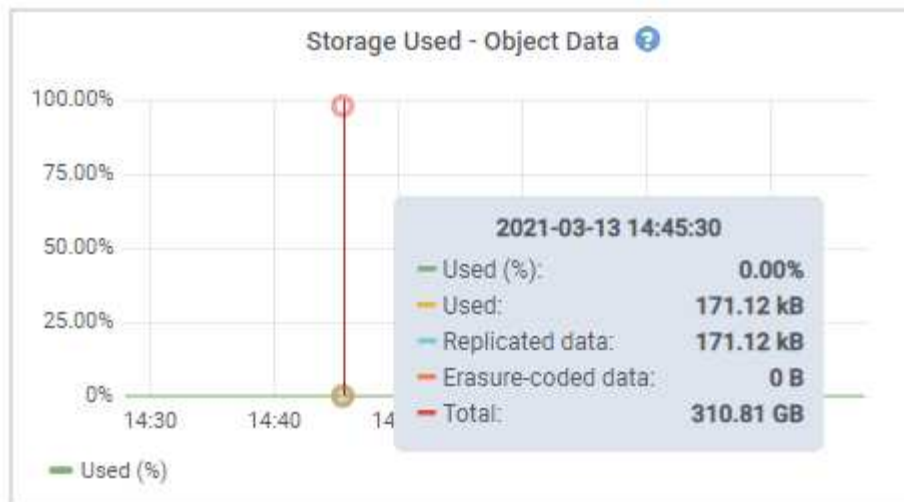 Storage Used - Object Data ?
100.00%
75.00%
50.00%
25.00%
0%
14:30 14:40
2021-03-13 14:45:30
Used (%): 0.00%
Used: 171.12 kB
Replicated data: 171.12 kB
Erasure-coded data: 0 B
Total: 310.81 GB
Used (%)